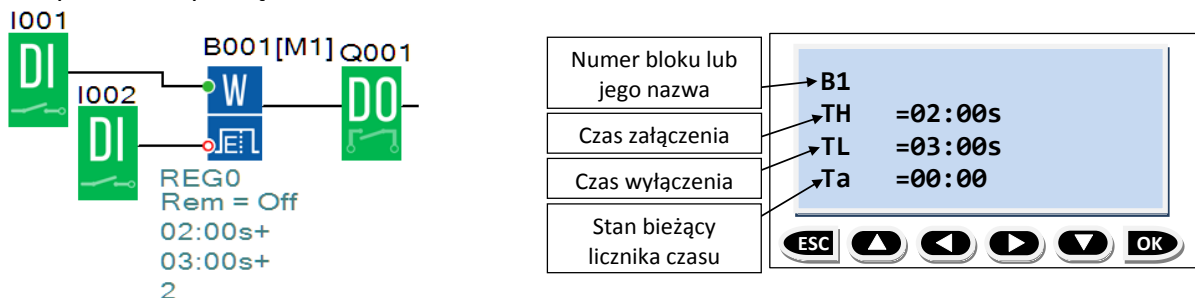 I001
DI
I002
DI
B001[M1]
W
Q001
DO
REG0
Rem = Off
02:00s+
03:00s+
2
Numer bloku lub
jego nazwa
Czas załączenia
Czas wyłączenia
Stan bieżący
licznika czasu
B1
TH =02:00s
TL =03:00s
Ta =00:00
ESC
OK